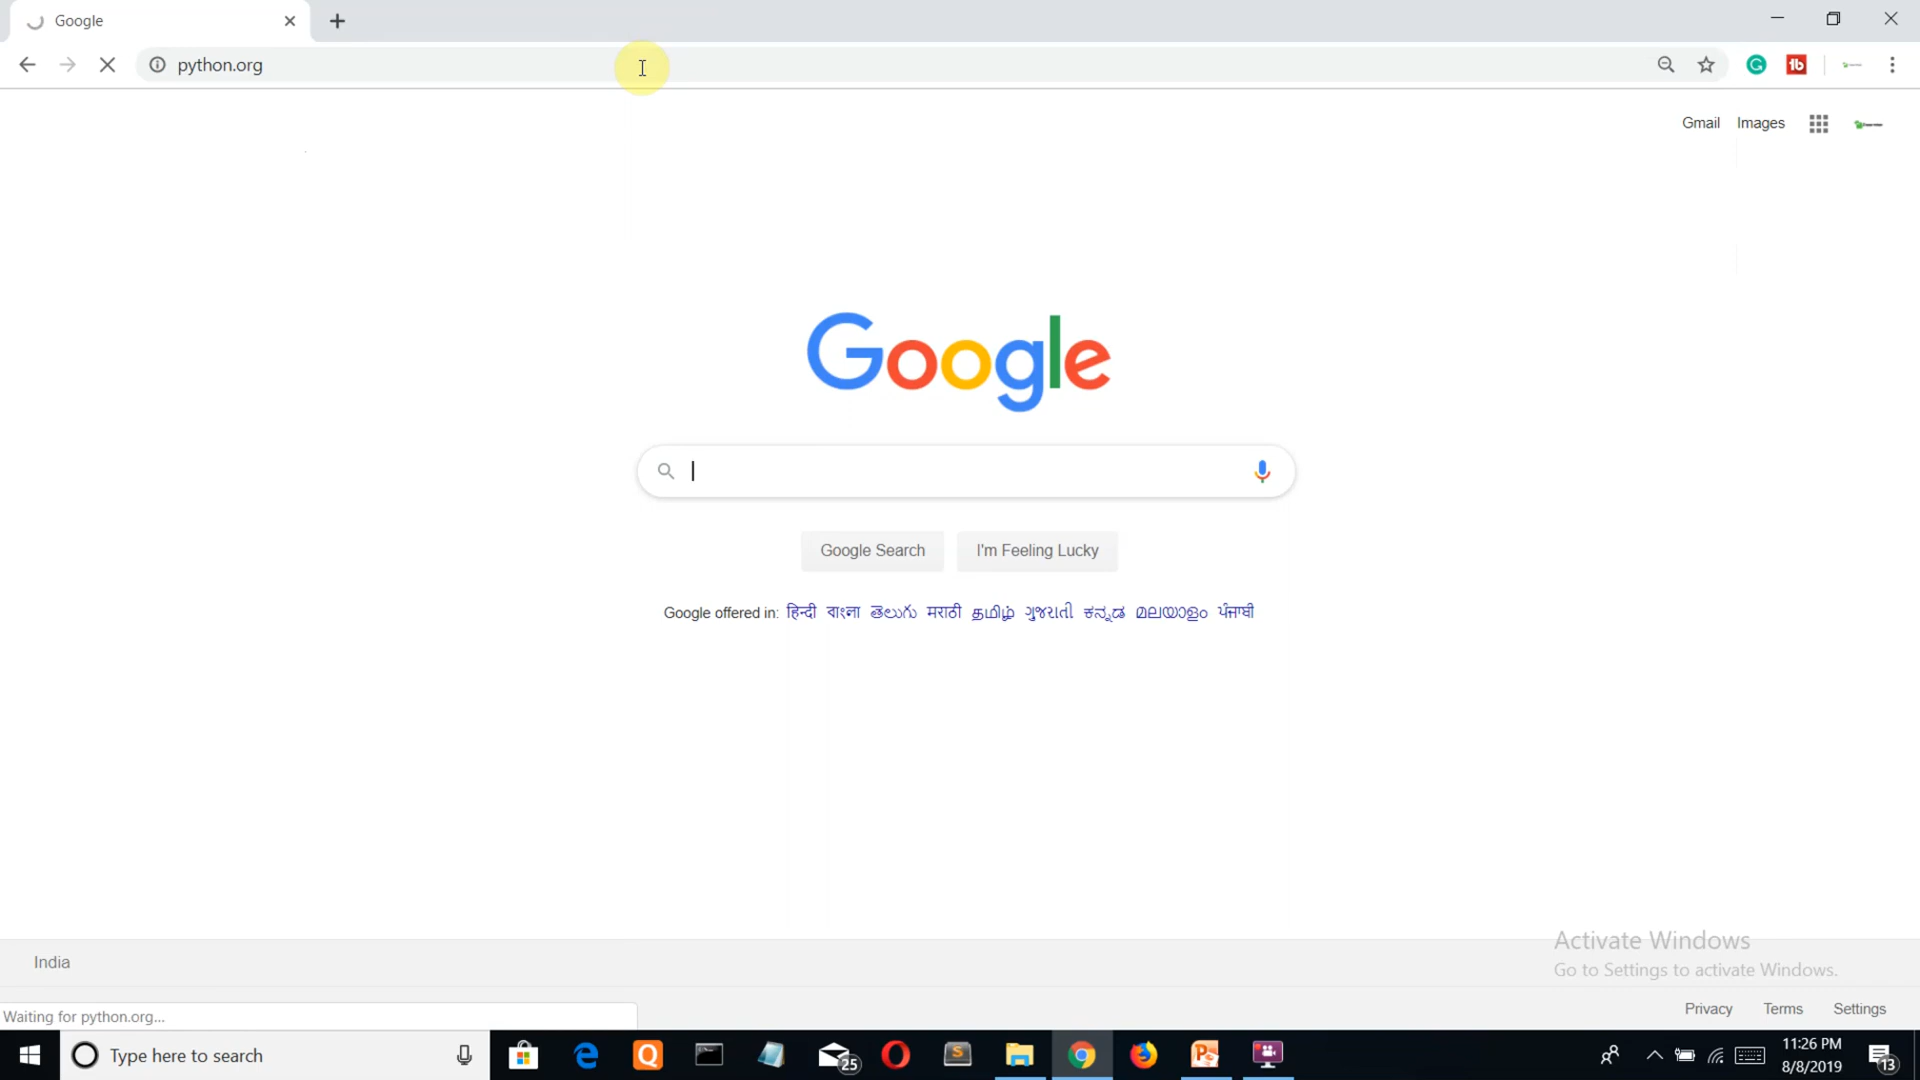 Google
python.org
Gmail Images
Google
Google Search I'm Feeling Lucky
Google offered in: हिन्दी বাংলা తెలుగు मराठी தமிழ் ગુજરાતી ಕನ್ನಡ മലയാളം ਪੰਜਾਬੀ
India
Activate Windows
Go to Settings to activate Windows.
Privacy Terms Settings
Waiting for python.org...
Type here to search
25
11:26 PM
8/8/2019
13